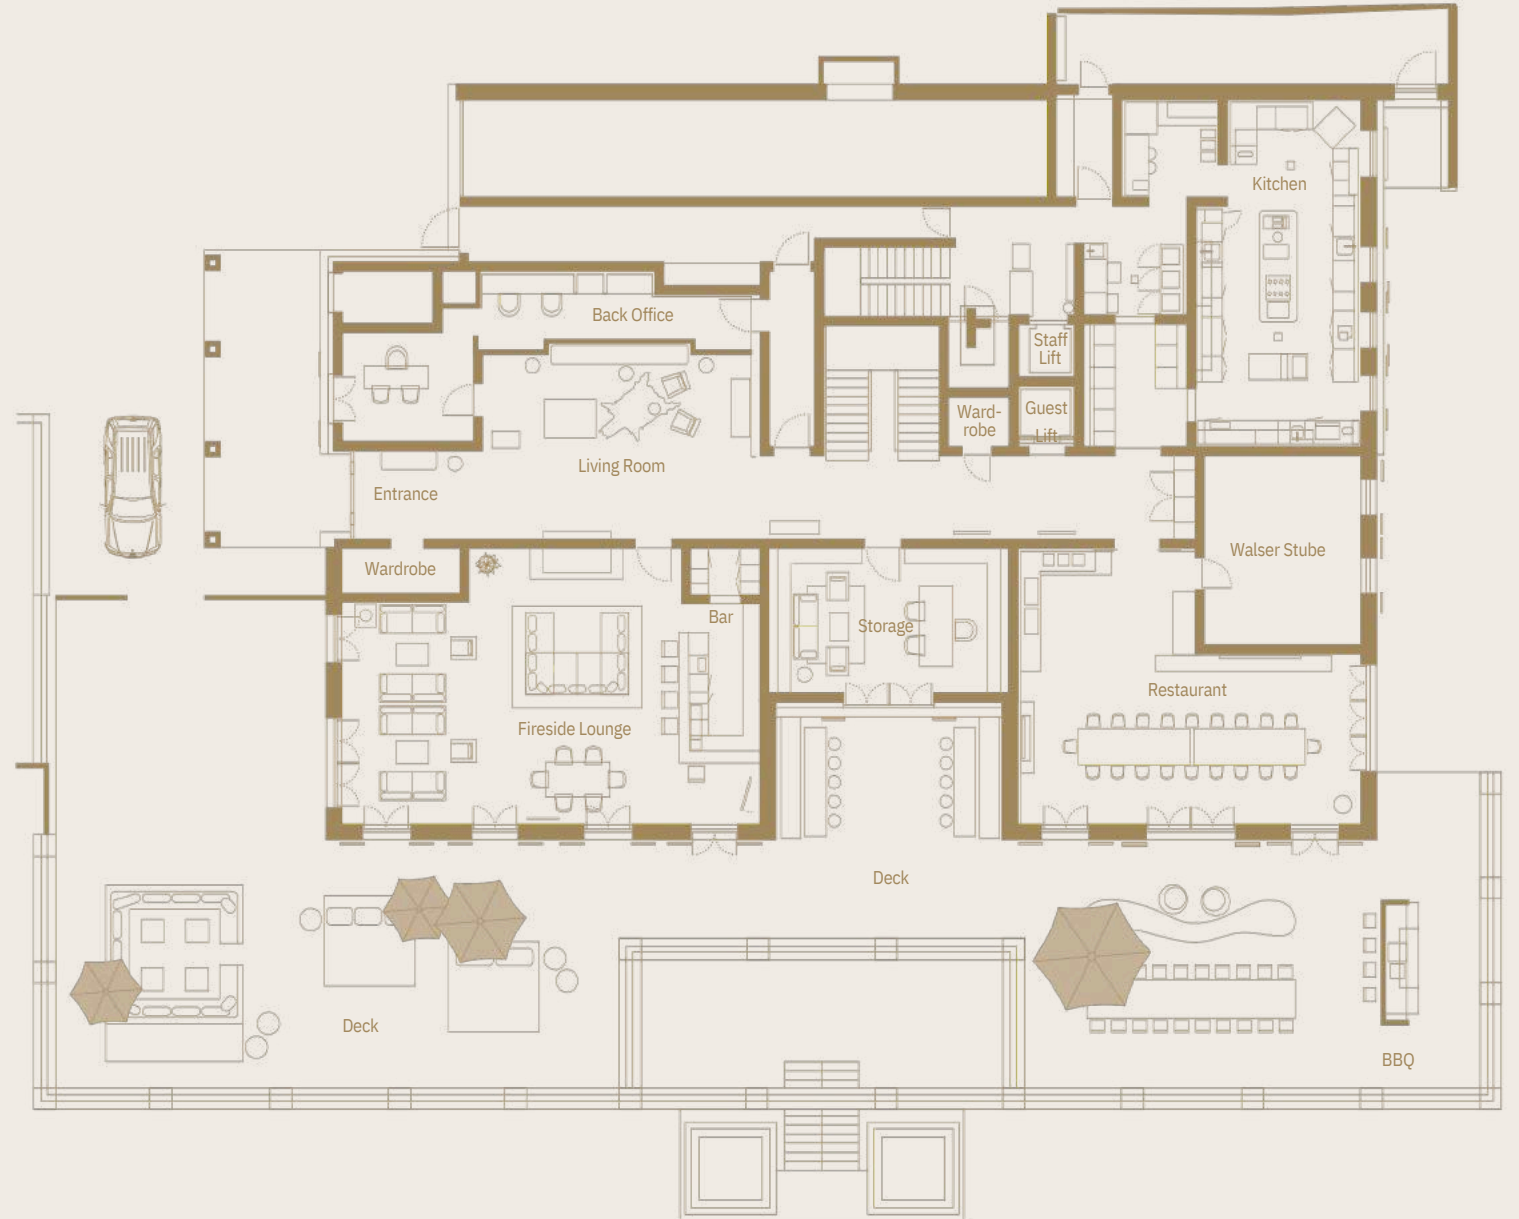 Kitchen
Back Office
Staff
Lift
Guest
Lift
Ward-
robe
Living Room
Entrance
Walser Stube
Wardrobe
Bar
Storage
Restaurant
Fireside Lounge
Deck
Deck
BBQ